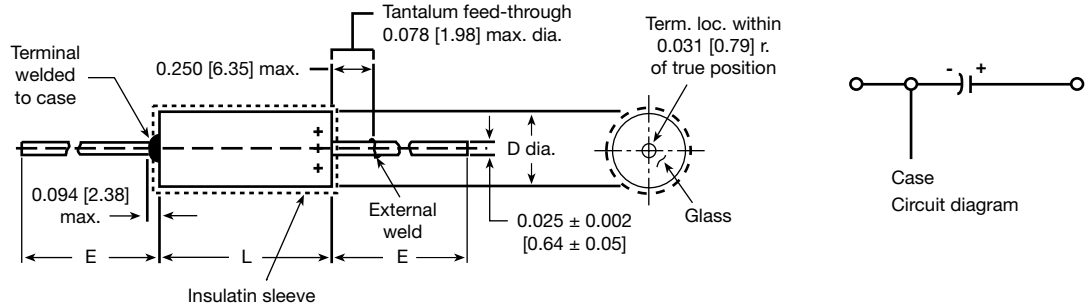 Tantalum feed-through
0.078 [1.98] max. dia.
Term. loc. within
0.031 [0.79] r.
of true position
Terminal
welded
to case
0.250 [6.35] max.
- +
+
+
+
D dia.
0.094 [2.38]
max.
External
weld
0.025 ± 0.002
[0.64 ± 0.05]
Glass
Case
Circuit diagram
E
L
E
Insulatin sleeve